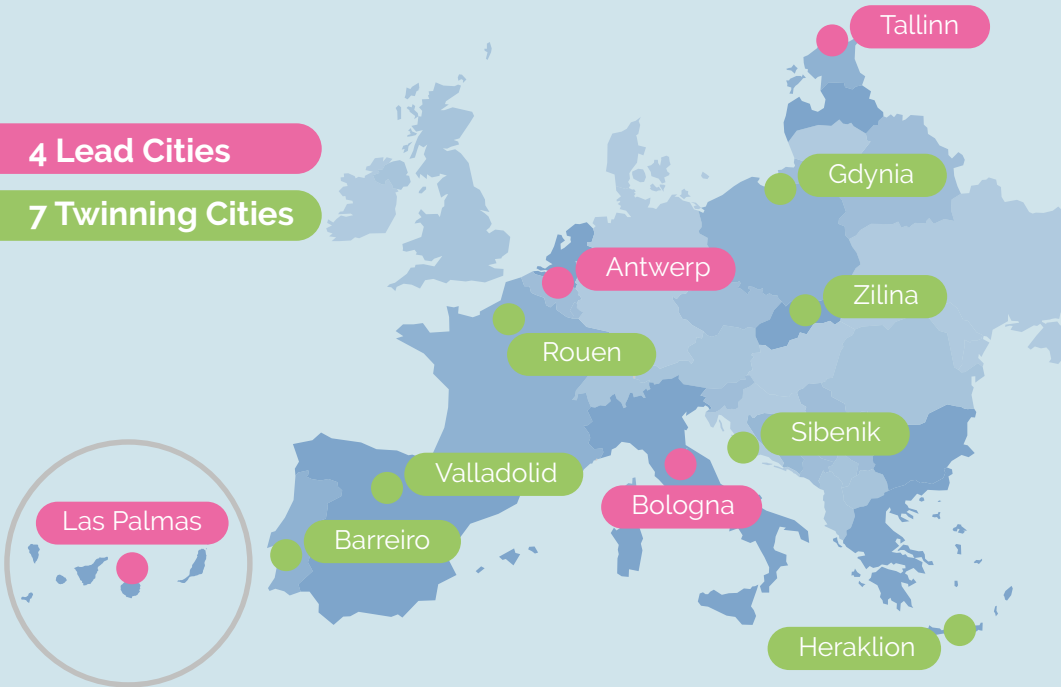 Tallinn
4 Lead Cities
Gdynia
7 Twinning Cities
Antwerp
Zilina
Rouen
Sibenik
Valladolid
Bologna
Las Palmas
Barreiro
Heraklion